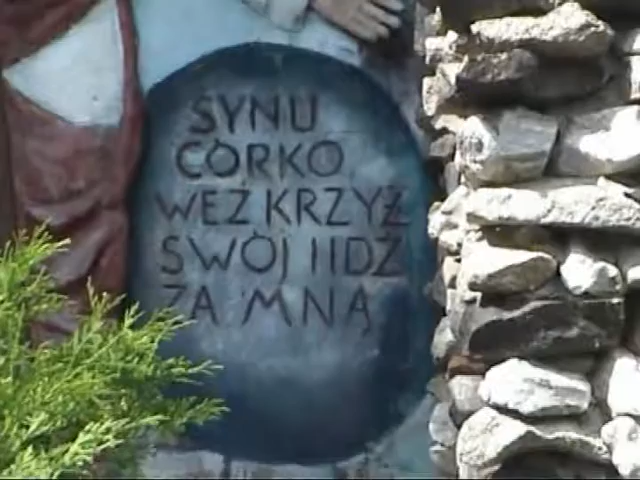 SYNU
CÓRKO
WEŹ KRZYŻ
SWÓJ I IDŹ
ZA MNĄ